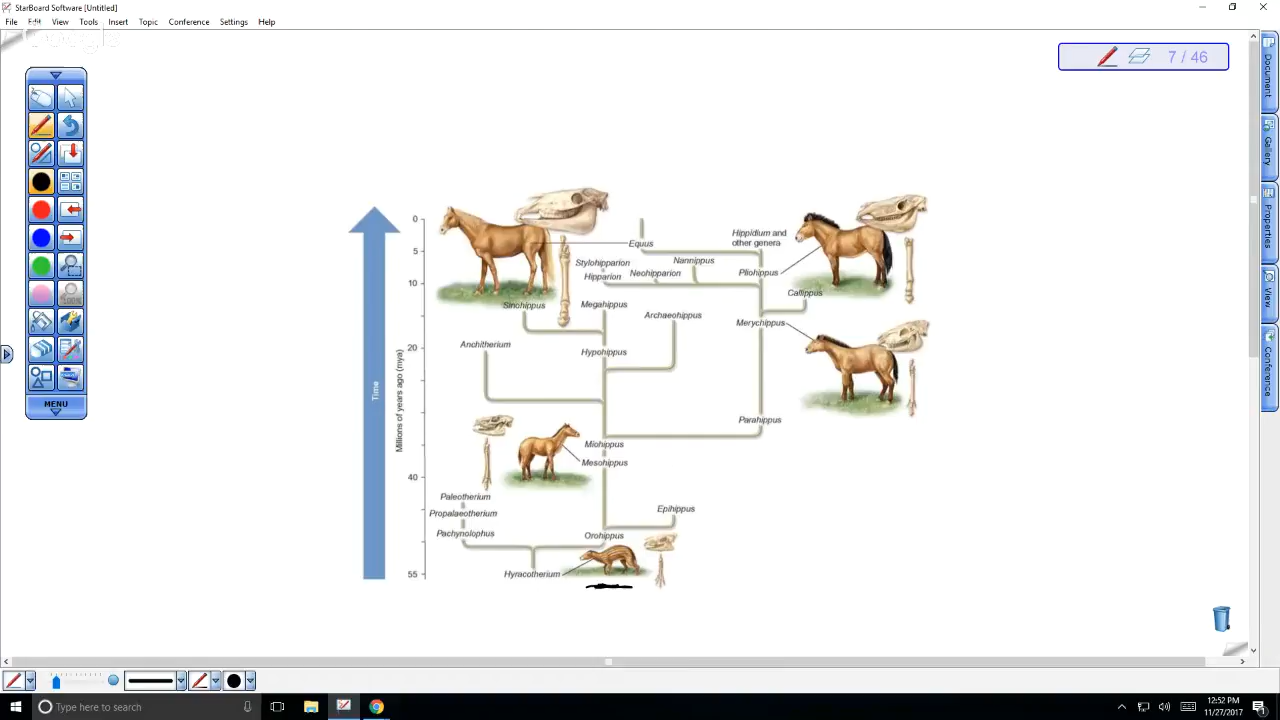 StarBoard Software [Untitled]
File Edit View Tools Insert Topic Conference Settings Help
7 / 46
Document
Gallery
Properties
View
Conference
MENU
100%
Time
Millions of years ago (mya)
0
5
10
20
40
55
Equus
Hippidium and
other genera
Stylohipparion
Nannippus
Hipparion
Neohipparion
Pliohippus
Sinohippus
Megahippus
Callippus
Archaeohippus
Merychippus
Anchitherium
Hypohippus
Parahippus
Miohippus
Mesohippus
Paleotherium
Propalaeotherium
Epihippus
Pachynolophus
Orohippus
Hyracotherium
Type here to search
12:52 PM
11/27/2017
1